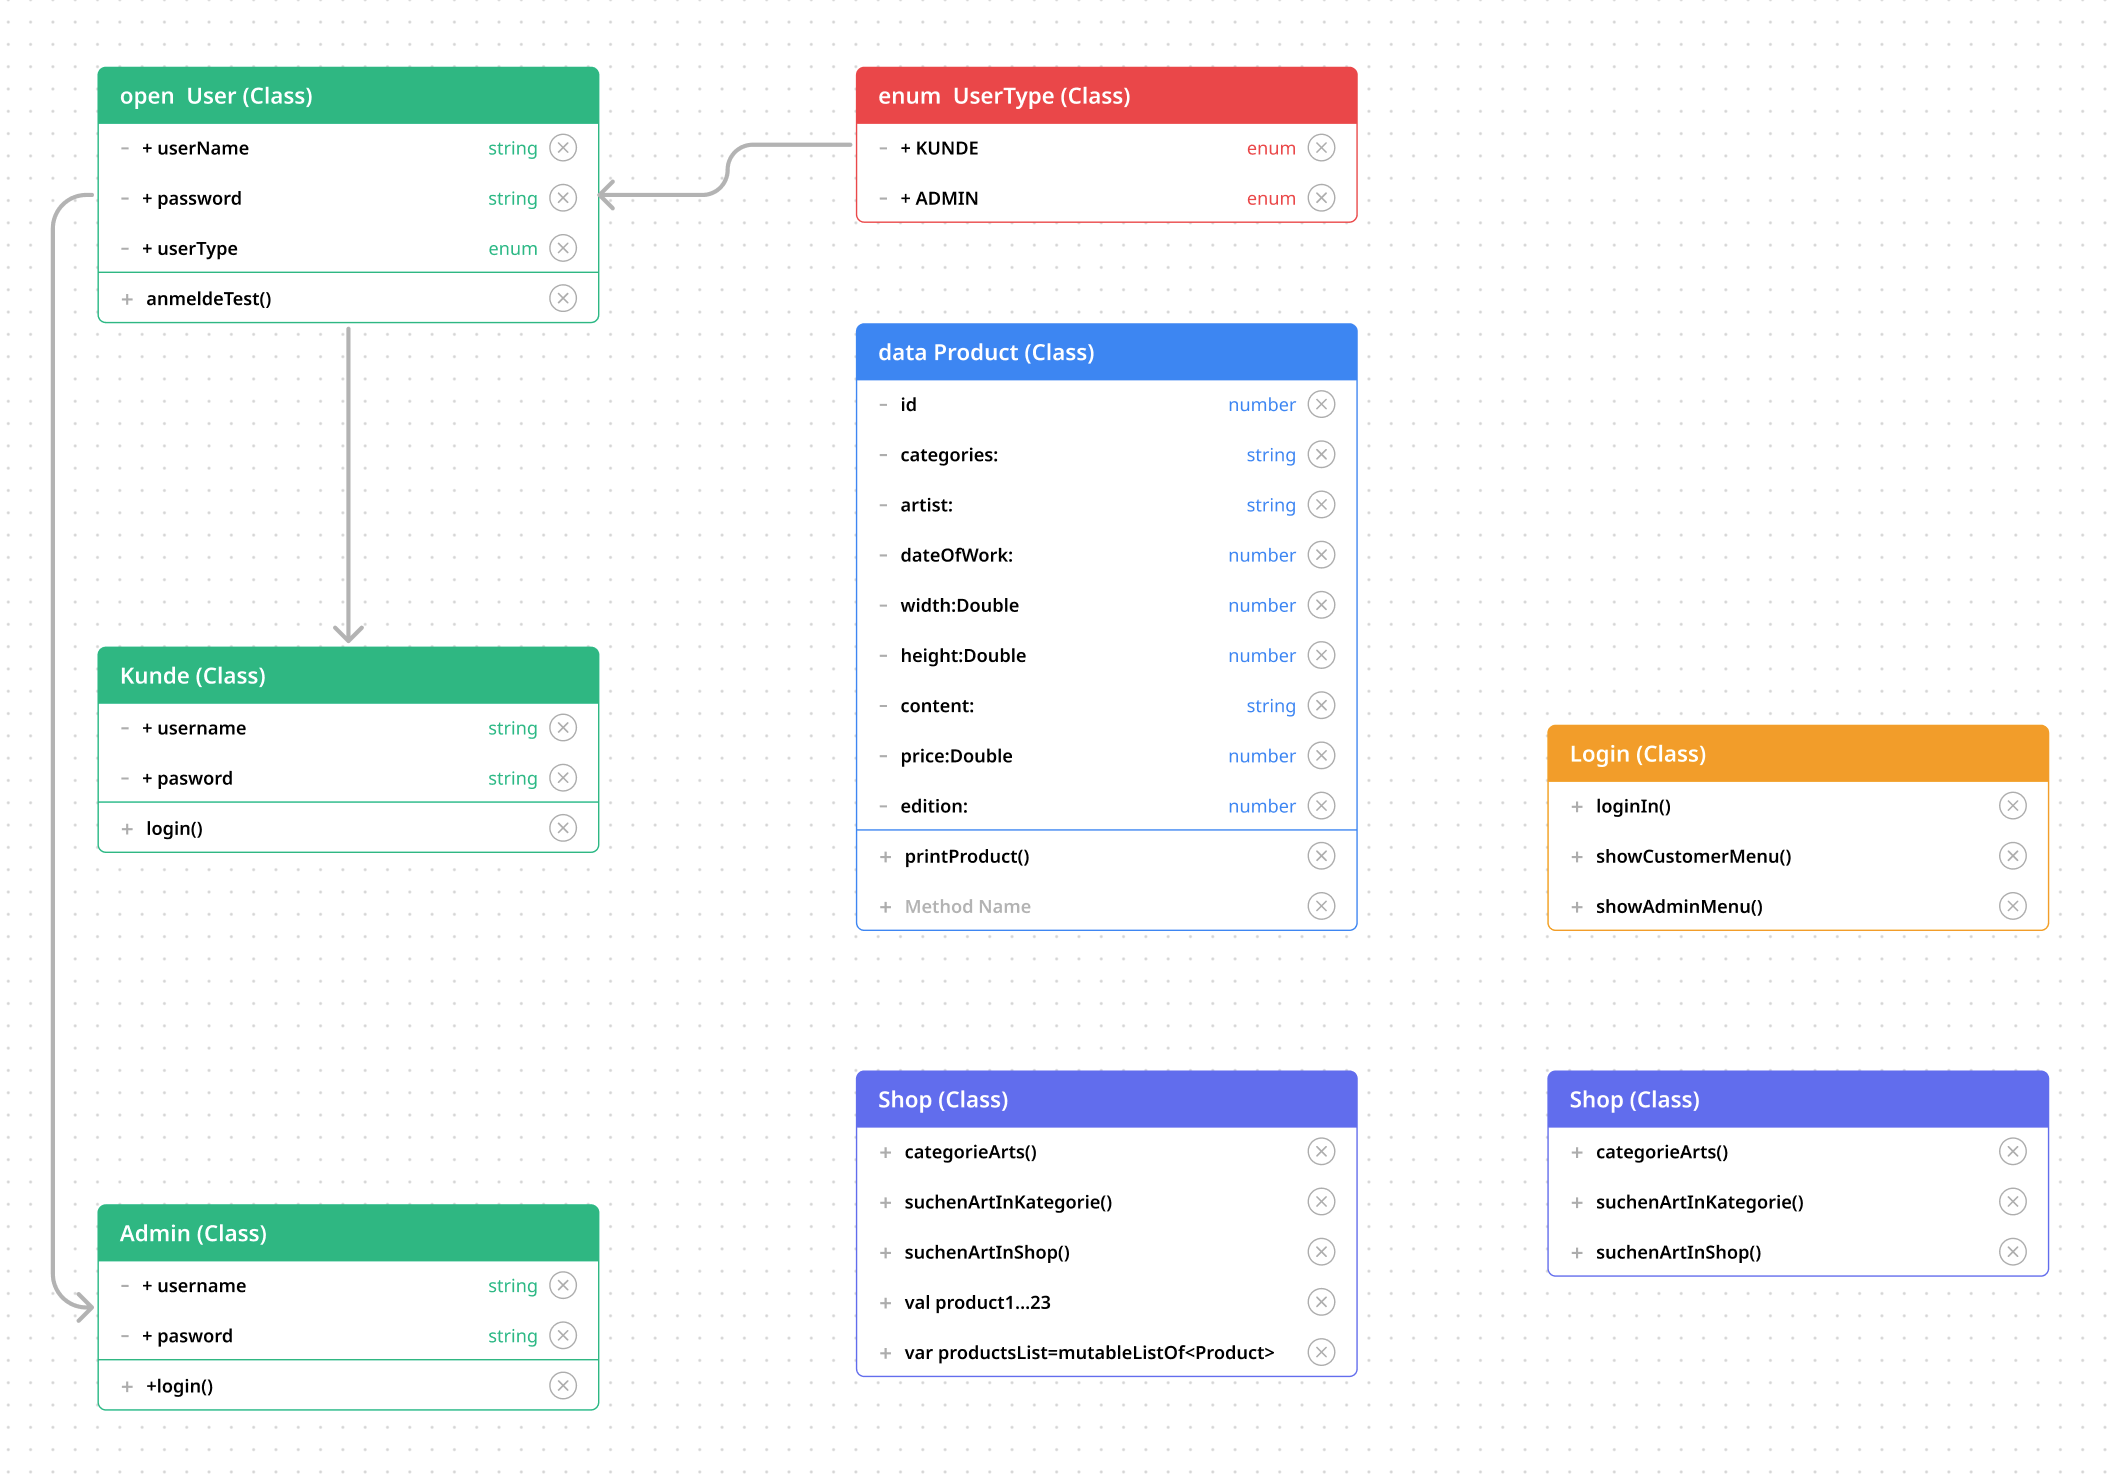 open  User (Class)
- + userName string
- + password string
- + userType enum
+ anmeldeTest()
enum  UserType (Class)
- + KUNDE enum
- + ADMIN enum
data Product (Class)
- id number
- categories: string
- artist: string
- dateOfWork: number
- width:Double number
- height:Double number
- content: string
- price:Double number
- edition: number
+ printProduct()
+ Method Name
Kunde (Class)
- + username string
- + pasword string
+ login()
Login (Class)
+ loginIn()
+ showCustomerMenu()
+ showAdminMenu()
Admin (Class)
- + username string
- + pasword string
+ +login()
Shop (Class)
+ categorieArts()
+ suchenArtInKategorie()
+ suchenArtInShop()
+ val product1...23
+ var productsList=mutableListOf<Product>
Shop (Class)
+ categorieArts()
+ suchenArtInKategorie()
+ suchenArtInShop()